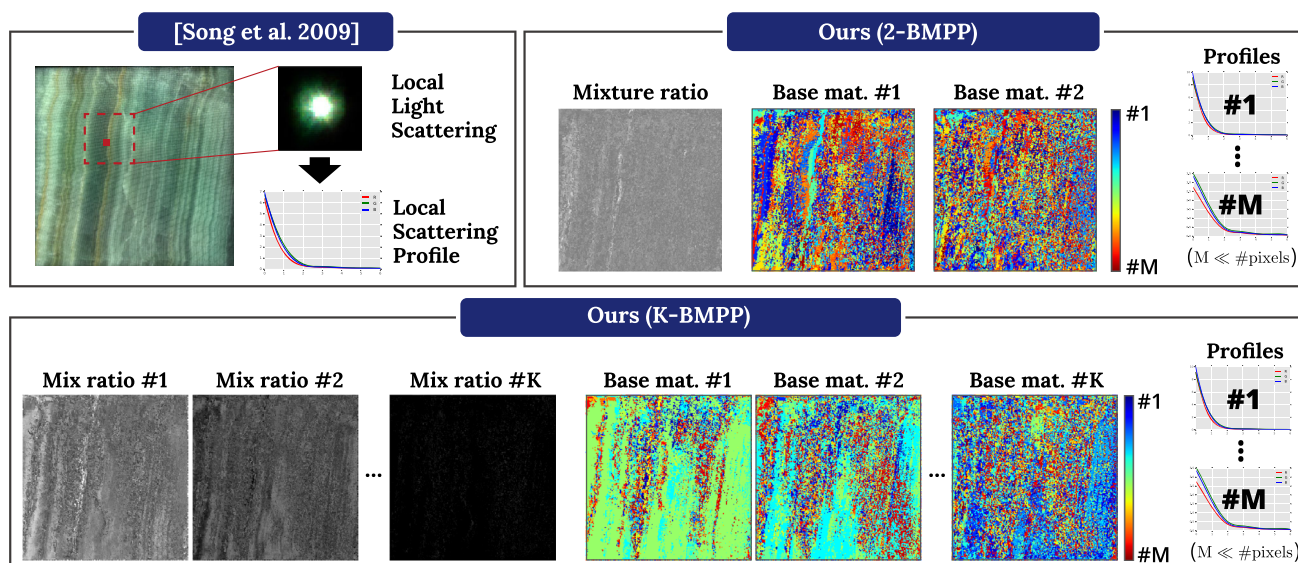 [Song et al. 2009]
Local
Light
Scattering
Local
Scattering
Profile
Ours (2-BMPP)
Mixture ratio
Base mat. #1
Base mat. #2
#1
#M
Profiles
#1
#M
(M ≪ #pixels)
Ours (K-BMPP)
Mix ratio #1
Mix ratio #2
...
Mix ratio #K
Base mat. #1
Base mat. #2
...
Base mat. #K
#1
#M
Profiles
#1
#M
(M ≪ #pixels)